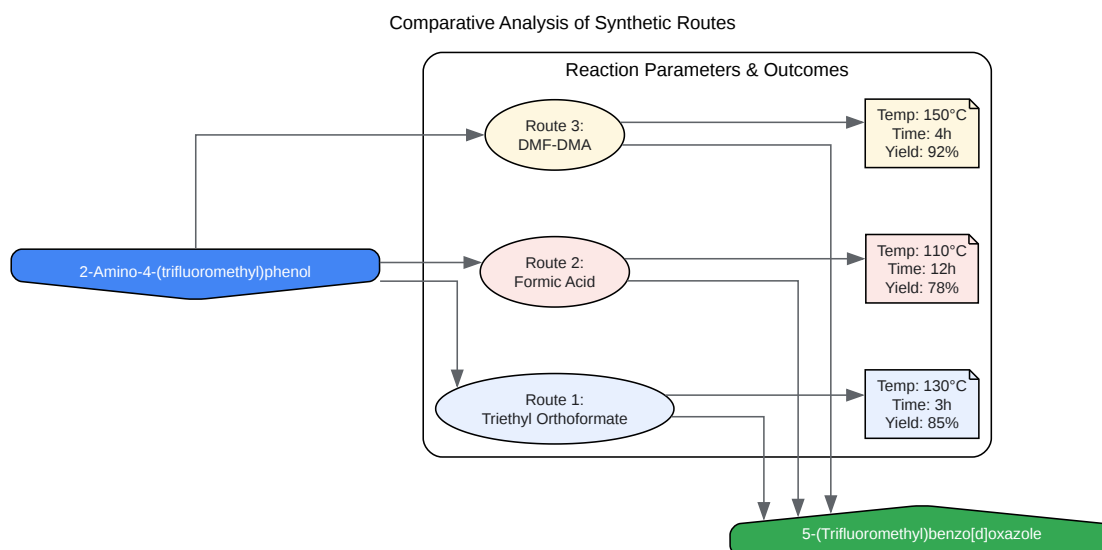 Comparative Analysis of Synthetic Routes
Reaction Parameters & Outcomes
Route 3:
DMF-DMA
Temp: 150°C
Time: 4h
Yield: 92%
2-Amino-4-(trifluoromethyl)phenol
Route 2:
Formic Acid
Temp: 110°C
Time: 12h
Yield: 78%
Route 1:
Triethyl Orthoformate
Temp: 130°C
Time: 3h
Yield: 85%
5-(Trifluoromethyl)benzo[d]oxazole